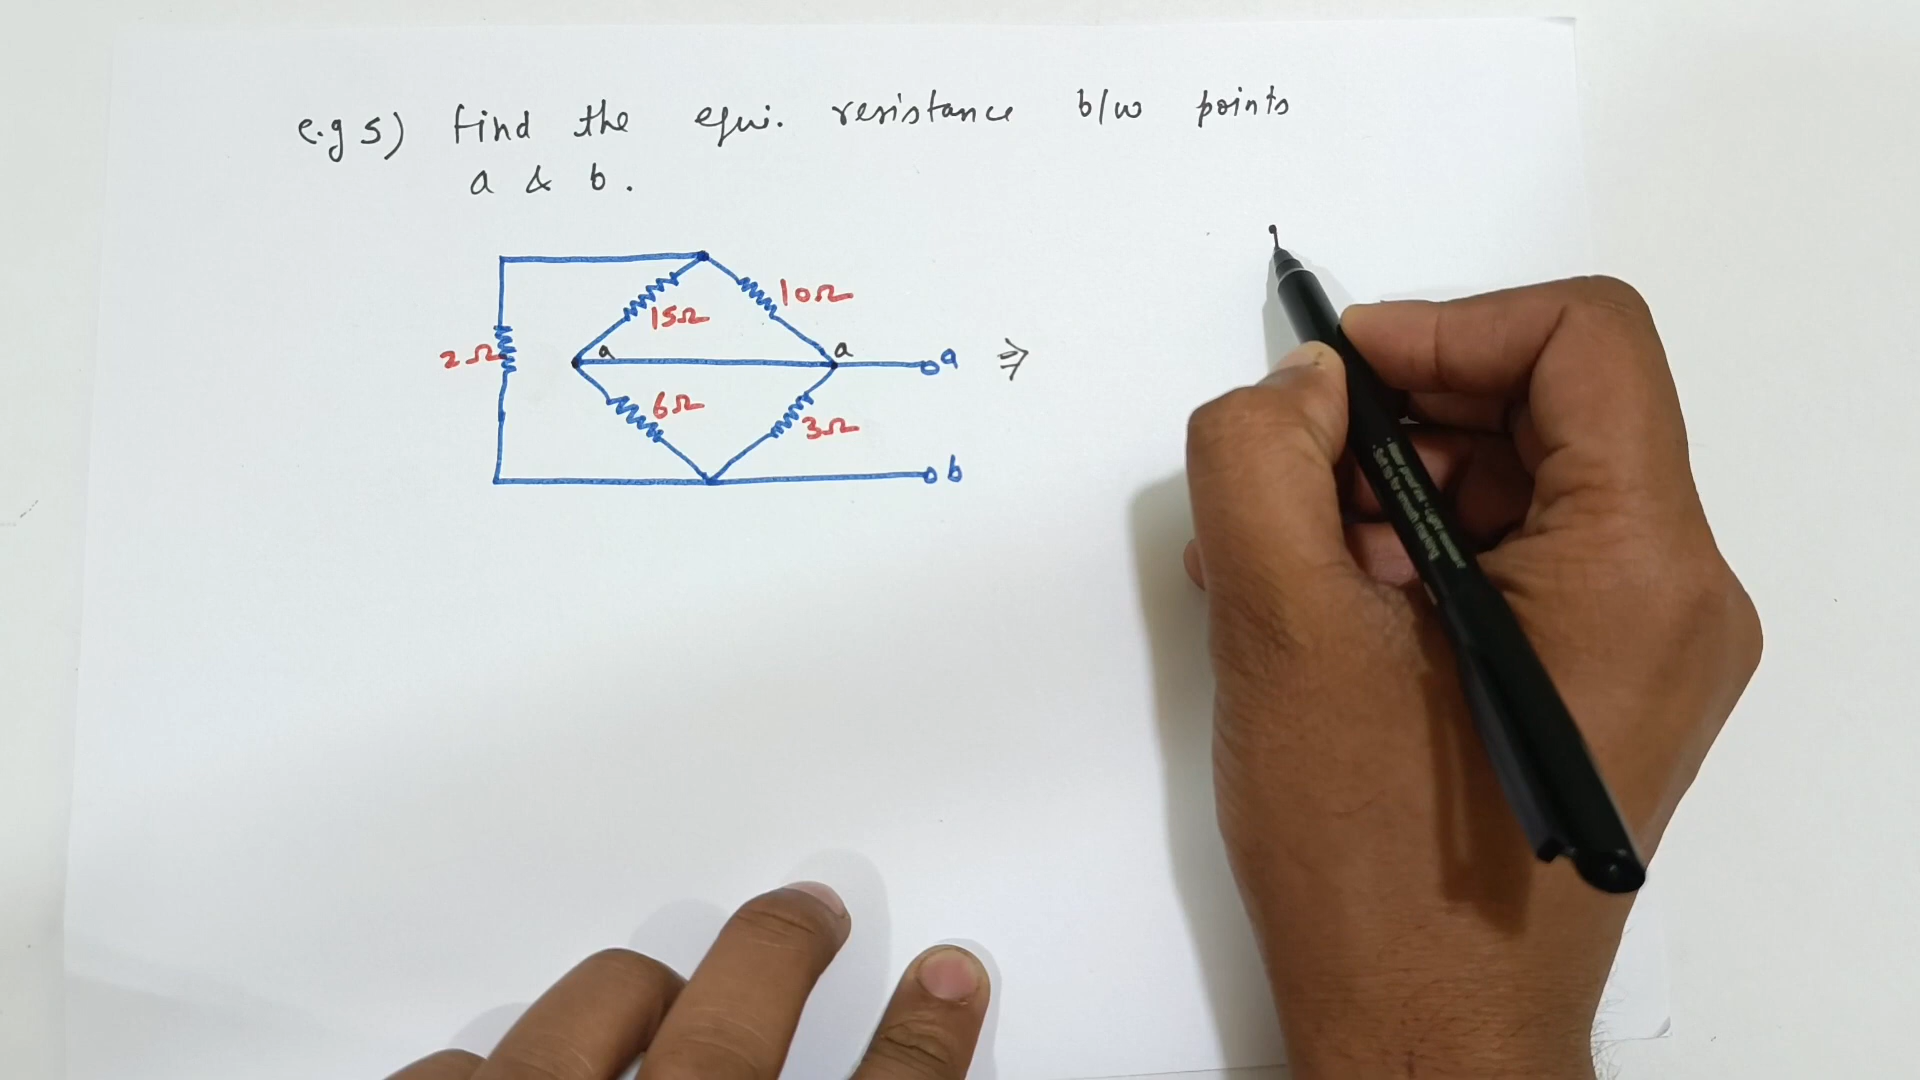 e.g 5) find the equi. resistance b/w points
a & b.
10Ω
15Ω
2Ω
a
a
a
⇒
6Ω
3Ω
b